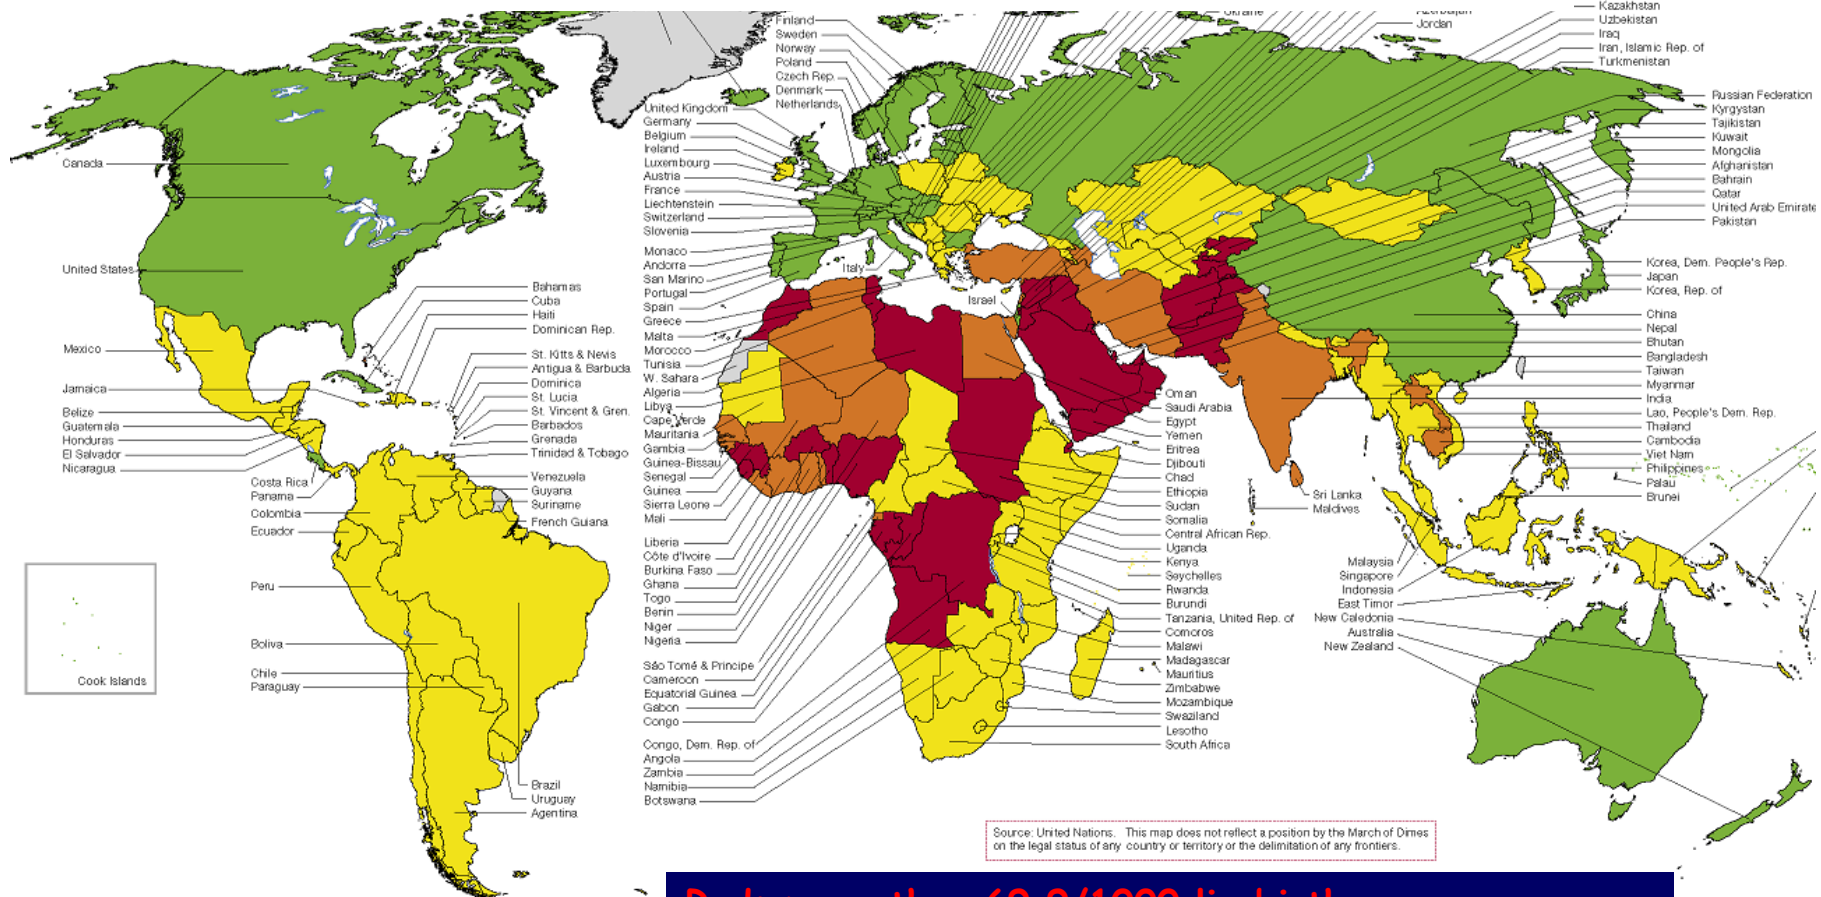 Finland
Sweden
Norway
Poland
Czech Rep.
Denmark
Netherlands
United Kingdom
Germany
Belgium
Ireland
Luxembourg
Austria
France
Liechtenstein
Switzerland
Slovenia
Monaco
Andorra
San Marino
Portugal
Spain
Greece
Malta
Morocco
Tunisia
W. Sahara
Algeria
Libya
Cape Verde
Mauritania
Gambia
Guinea-Bissau
Senegal
Guinea
Sierra Leone
Mali
Liberia
Côte d'Ivoire
Burkina Faso
Ghana
Togo
Benin
Niger
Nigeria
São Tomé & Principe
Cameroon
Equatorial Guinea
Gabon
Congo
Congo, Dem. Rep. of
Angola
Zambia
Namibia
Botswana
Italy
Israel
Canada
United States
Mexico
Jamaica
Belize
Guatemala
Honduras
El Salvador
Nicaragua
Costa Rica
Panama
Colombia
Ecuador
Peru
Boliva
Chile
Paraguay
Bahamas
Cuba
Haiti
Dominican Rep.
St. Kitts & Nevis
Antigua & Barbuda
Dominica
St. Lucia
St. Vincent & Gren.
Barbados
Grenada
Trinidad & Tobago
Venezuela
Guyana
Suriname
French Guiana
Brazil
Uruguay
Agentina
Cook Islands
Ukraine
Azerbaijan
Jordan
Kazakhstan
Uzbekistan
Iraq
Iran, Islamic Rep. of
Turkmenistan
Russian Federation
Kyrgystan
Tajikistan
Kuwait
Mongolia
Afghanistan
Bahrain
Qatar
United Arab Emirate
Pakistan
Korea, Dem. People's Rep.
Japan
Korea, Rep. of
China
Nepal
Bhutan
Bangladesh
Taiwan
Myanmar
India
Lao, People's Dem. Rep.
Thailand
Cambodia
Viet Nam
Philippines
Palau
Brunei
Sri Lanka
Maldives
Oman
Saudi Arabia
Egypt
Yemen
Eritrea
Djibouti
Chad
Ethiopia
Sudan
Somalia
Central African Rep.
Uganda
Kenya
Seychelles
Rwanda
Burundi
Tanzania, United Rep. of
Comoros
Malawi
Madagascar
Mauritius
Zimbabwe
Mozambique
Swaziland
Lesotho
South Africa
Malaysia
Singapore
Indonesia
East Timor
New Caledonia
Australia
New Zealand
Source: United Nations. This map does not reflect a position by the March of Dimes
on the legal status of any country or territory or the delimitation of any frontiers.